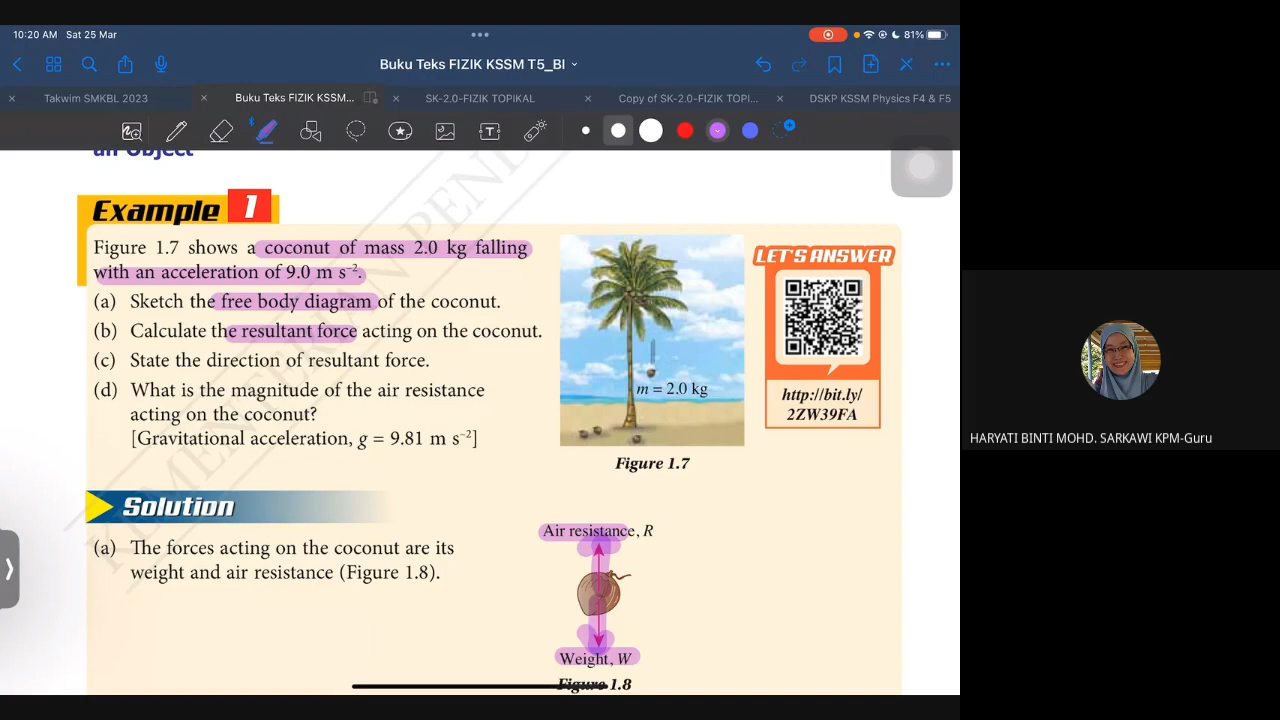 10:20 AM Sat 25 Mar
81%
Buku Teks FIZIK KSSM T5_BI
Takwim SMKBL 2023
Buku Teks FIZIK KSSM...
SK-2.0-FIZIK TOPIKAL
Copy of SK-2.0-FIZIK TOPI...
DSKP KSSM Physics F4 & F5
an Object
Example 1
Figure 1.7 shows a coconut of mass 2.0 kg falling
with an acceleration of 9.0 m s⁻².
(a) Sketch the free body diagram of the coconut.
(b) Calculate the resultant force acting on the coconut.
(c) State the direction of resultant force.
(d) What is the magnitude of the air resistance
acting on the coconut?
[Gravitational acceleration, g = 9.81 m s⁻²]
m = 2.0 kg
Figure 1.7
LET'S ANSWER
http://bit.ly/
2ZW39FA
Solution
(a) The forces acting on the coconut are its
weight and air resistance (Figure 1.8).
Air resistance, R
Weight, W
Figure 1.8
HARYATI BINTI MOHD. SARKAWI KPM-Guru